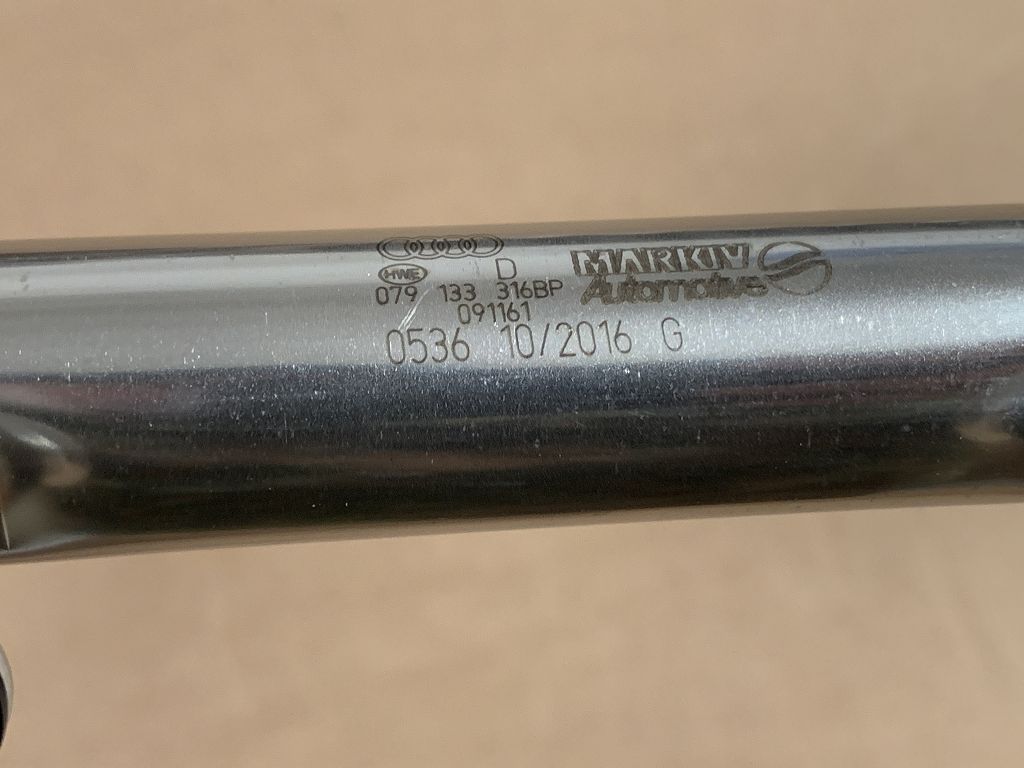 HWE D
079 133 316BP
091161
0536 10/2016 G
MARKIV
Automotive